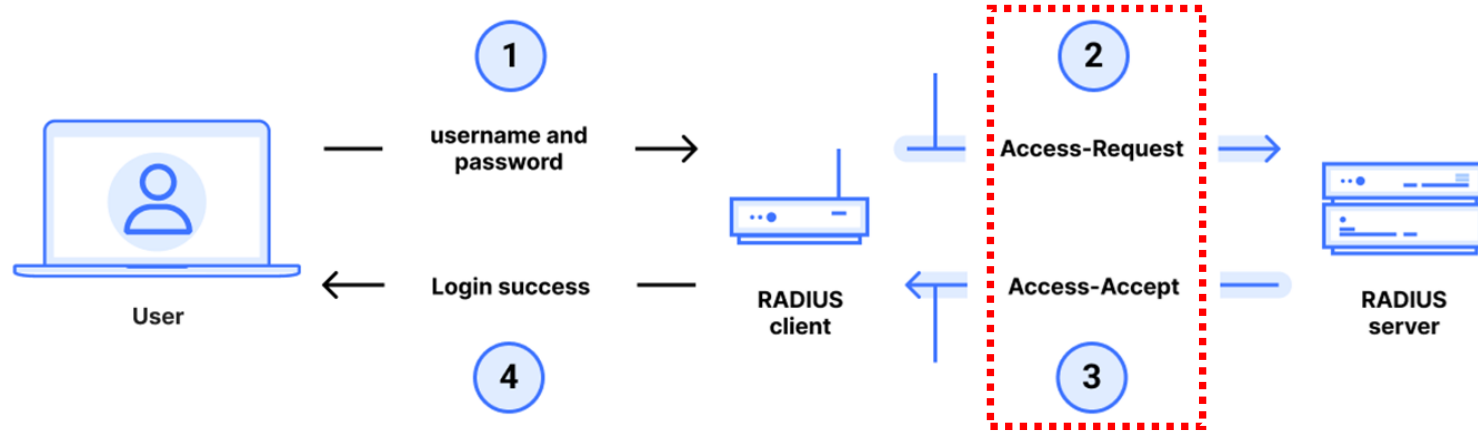 1
2
username and
password
Access-Request
Login success
Access-Accept
User
RADIUS
client
RADIUS
server
4
3